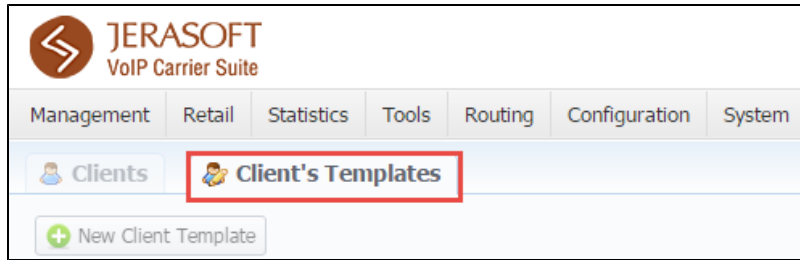 JERASOFT
VoIP Carrier Suite
Management Retail Statistics Tools Routing Configuration System
Clients Client's Templates
New Client Template